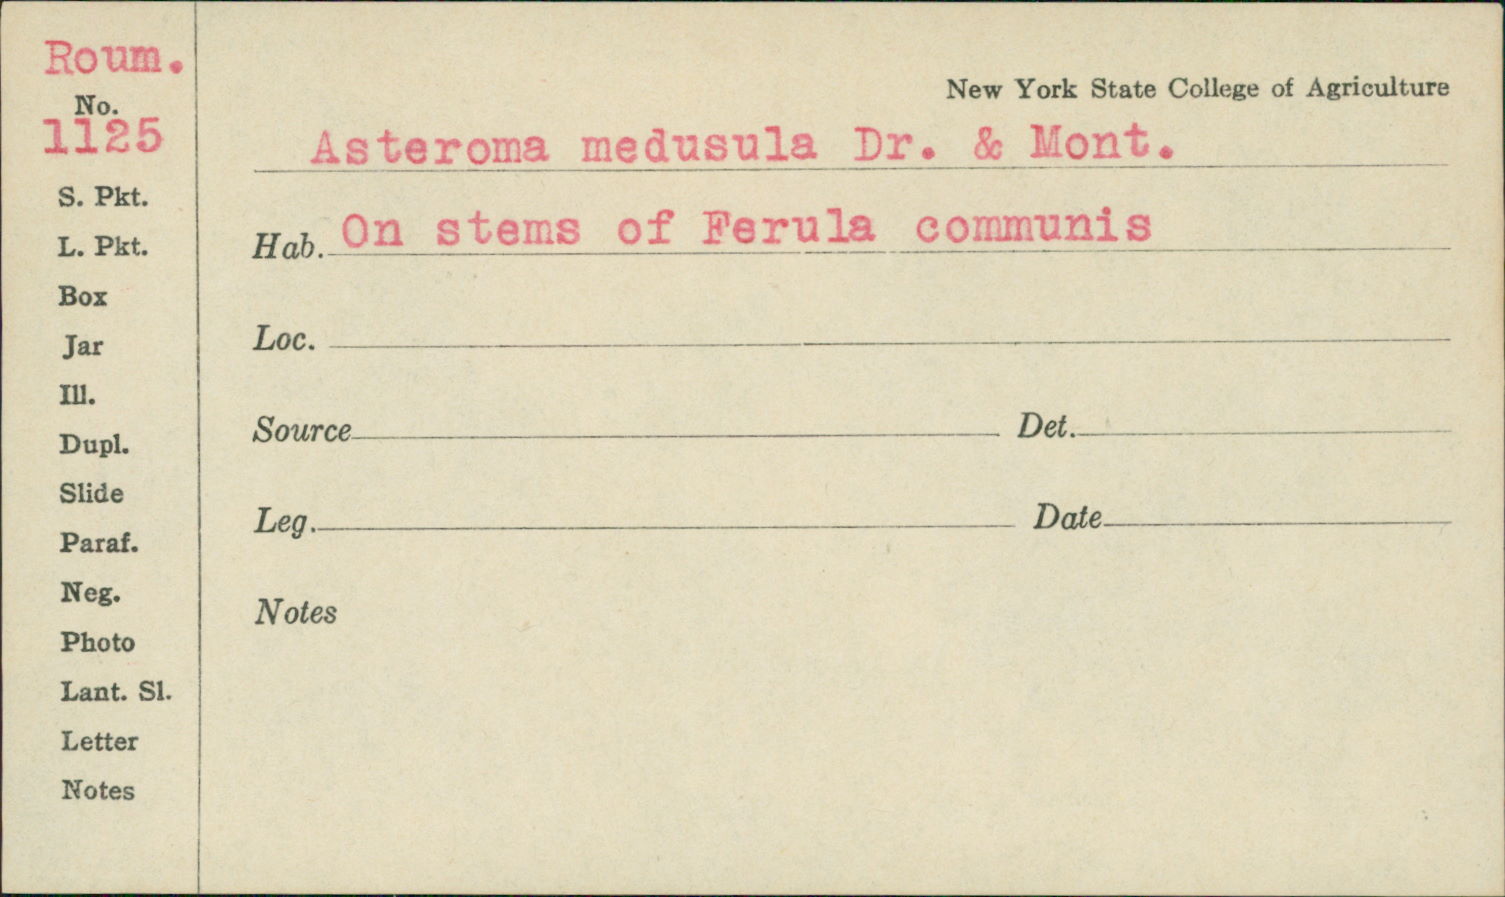 Roum.
No.
1125
S. Pkt.
L. Pkt.
Box
Jar
Ill.
Dupl.
Slide
Paraf.
Neg.
Photo
Lant. Sl.
Letter
Notes
New York State College of Agriculture
Asteroma medusula Dr. & Mont.
Hab. On stems of Ferula communis
Loc.
Source Det.
Leg. Date
Notes